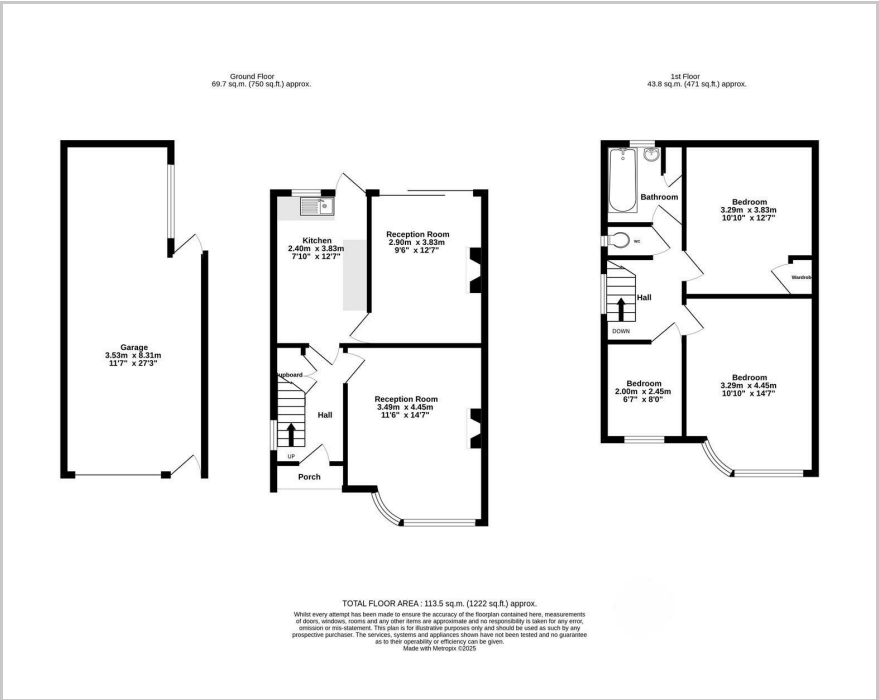 Ground Floor
69.7 sq.m. (750 sq.ft.) approx.
1st Floor
43.8 sq.m. (471 sq.ft.) approx.
Garage
3.53m x 8.31m
11'7" x 27'3"
Kitchen
2.40m x 3.83m
7'10" x 12'7"
Reception Room
2.90m x 3.83m
9'6" x 12'7"
upboard
Hall
UP
Porch
Reception Room
3.49m x 4.45m
11'6" x 14'7"
Bathroom
WC
Bedroom
3.29m x 3.83m
10'10" x 12'7"
Wardrob
Hall
DOWN
Bedroom
2.00m x 2.45m
6'7" x 8'0"
Bedroom
3.29m x 4.45m
10'10" x 14'7"
TOTAL FLOOR AREA : 113.5 sq.m. (1222 sq.ft.) approx.
Whilst every attempt has been made to ensure the accuracy of the floorplan contained here, measurements
of doors, windows, rooms and any other items are approximate and no responsibility is taken for any error,
omission or mis-statement. This plan is for illustrative purposes only and should be used as such by any
prospective purchaser. The services, systems and appliances shown have not been tested and no guarantee
as to their operability or efficiency can be given.
Made with Metropix ©2025